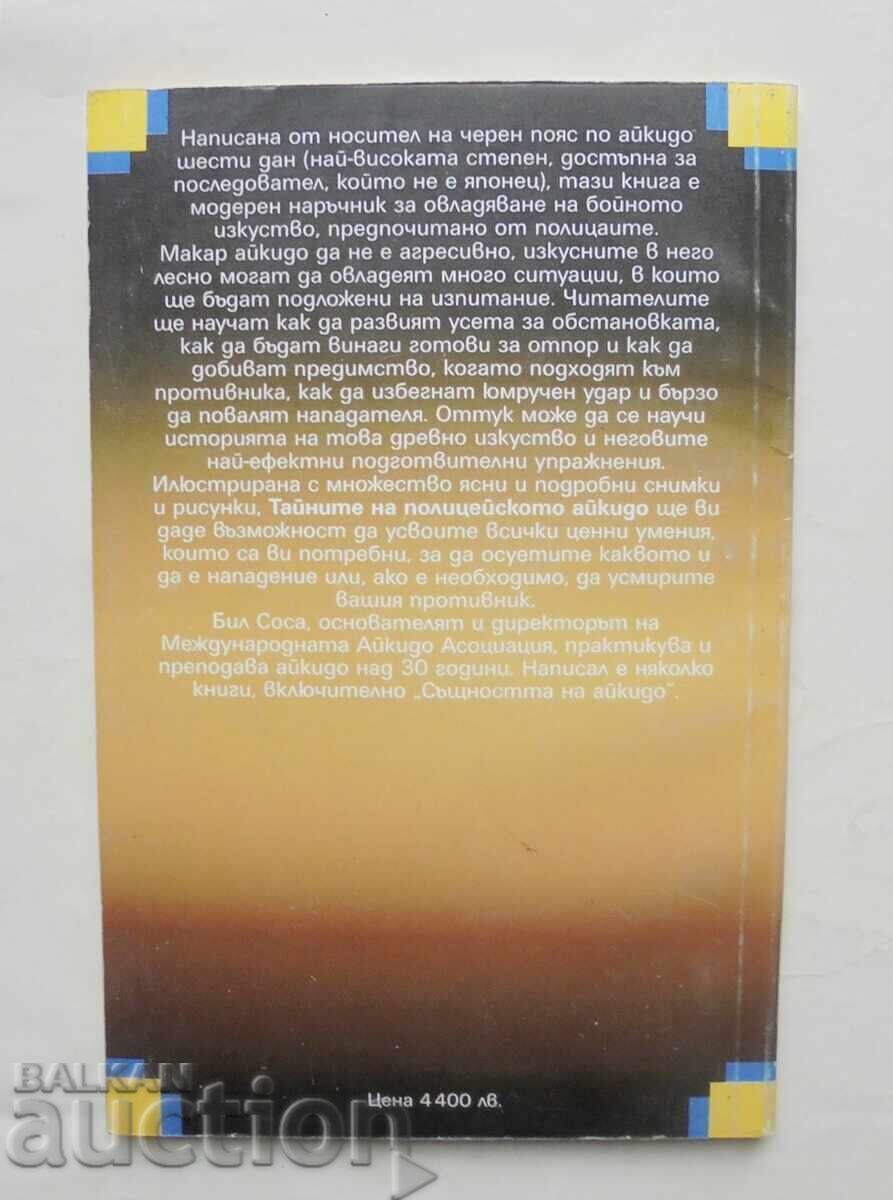 Написана от носител на черен пояс по айкидо
шести дан (най-високата степен, достъпна за
последовател, който не е японец), тази книга е
модерен наръчник за овладяване на бойното
изкуство, предпочитано от полицаите.
Макар айкидо да не е агресивно, изкусните в него
лесно могат да овладеят много ситуации, в които
ще бъдат подложени на изпитание. Читателите
ще научат как да развият усета за обстановката,
как да бъдат винаги готови за отпор и как да
добиват предимство, когато подходят към
противника, как да избегнат юмручен удар и бързо
да повалят нападателя. Оттук може да се научи
историята на това древно изкуство и неговите
най-ефектни подготвителни упражнения.
Илюстрирана с множество ясни и подробни снимки
и рисунки, Тайните на полицейското айкидо ще ви
даде възможност да усвоите всички ценни умения,
които са ви потребни, за да осуетите каквото и
да е нападение или, ако е необходимо, да усмирите
вашия противник.
Бил Соса, основателят и директорът на
Международната Айкидо Асоциация, практикува и
преподава айкидо над 30 години. Написал е няколко
книги, включително „Същността на айкидо".
Цена 4400 лв.
BALKAN
auction